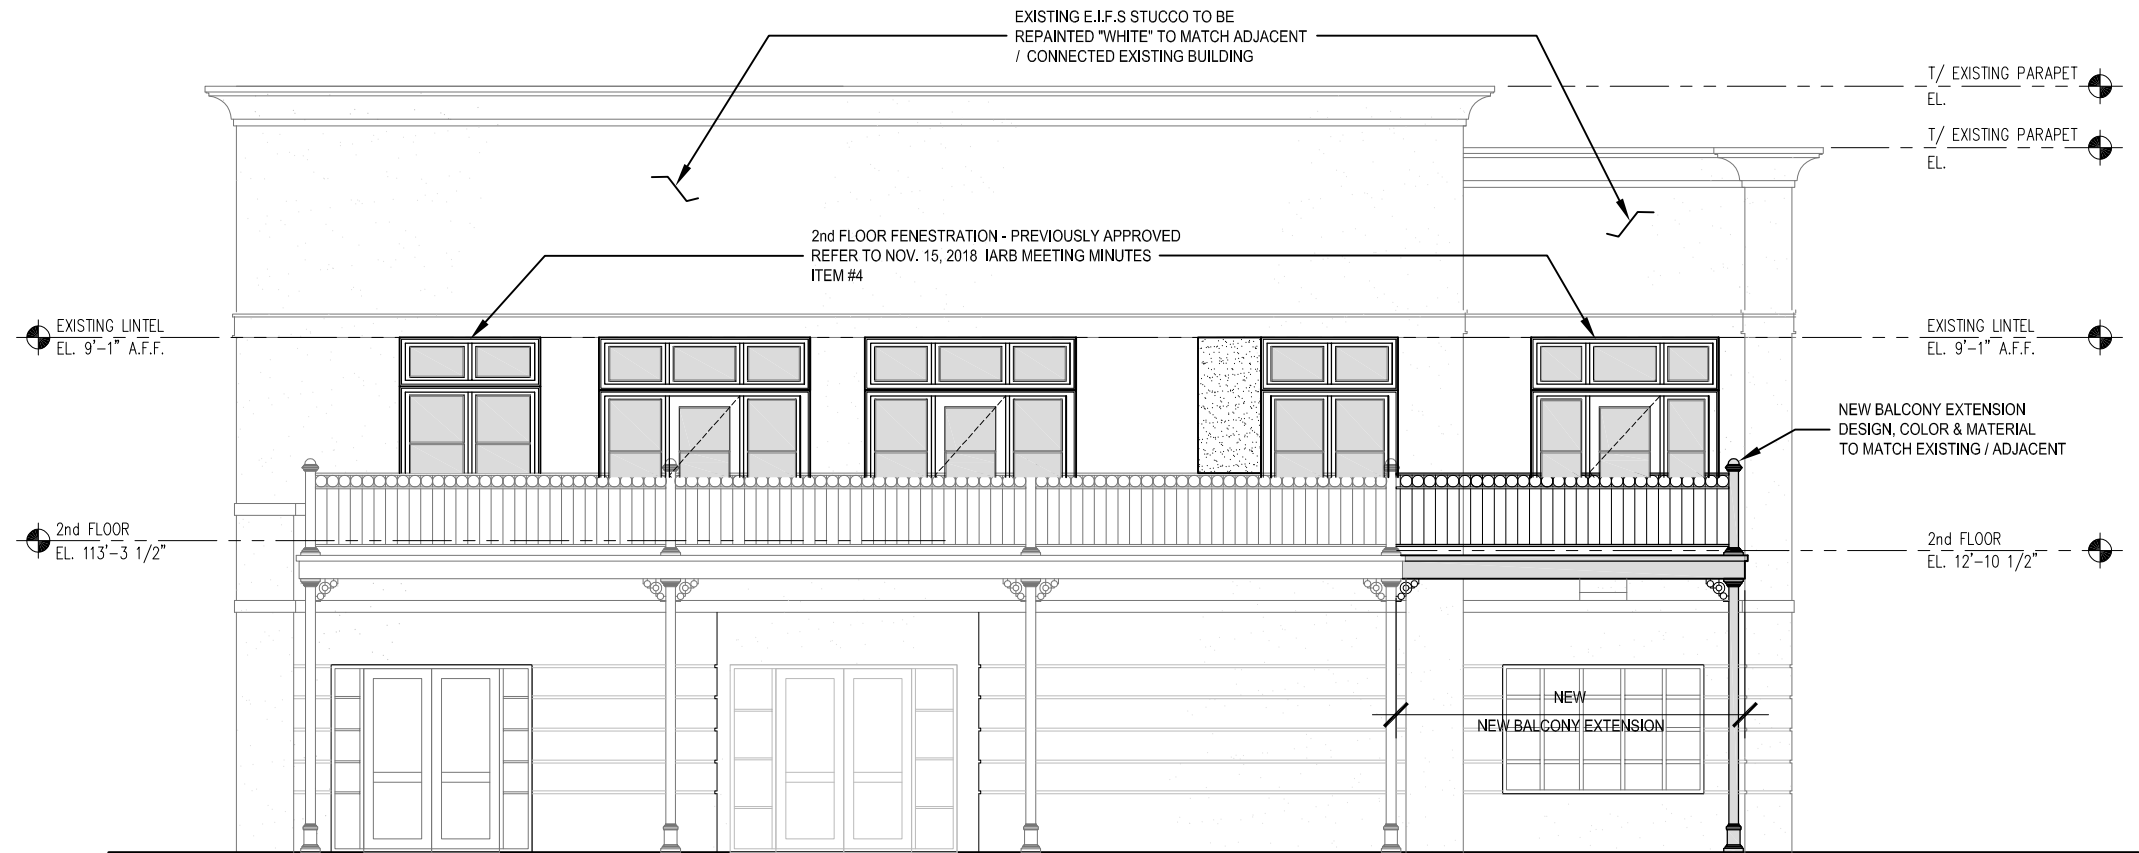 EXISTING E.I.F.S STUCCO TO BE
REPAINTED "WHITE" TO MATCH ADJACENT
/ CONNECTED EXISTING BUILDING
T/ EXISTING PARAPET
EL.
T/ EXISTING PARAPET
EL.
2nd FLOOR FENESTRATION - PREVIOUSLY APPROVED
REFER TO NOV. 15, 2018 IARB MEETING MINUTES
ITEM #4
EXISTING LINTEL
EL. 9'-1" A.F.F.
EXISTING LINTEL
EL. 9'-1" A.F.F.
NEW BALCONY EXTENSION
DESIGN, COLOR & MATERIAL
TO MATCH EXISTING / ADJACENT
2nd FLOOR
EL. 113'-3 1/2"
2nd FLOOR
EL. 12'-10 1/2"
NEW
NEW BALCONY EXTENSION